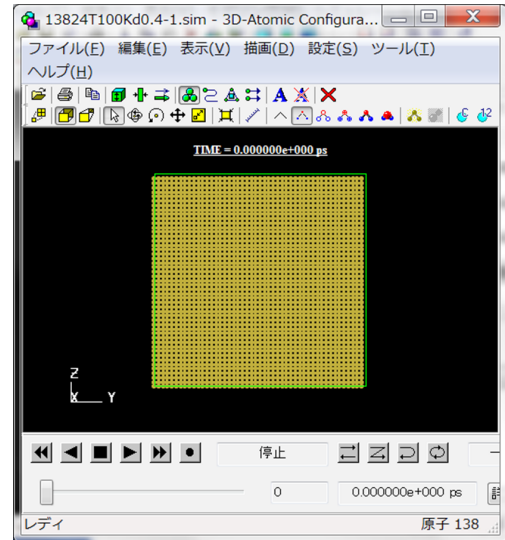 13824T100Kd0.4-1.sim - 3D-Atomic Configura...
ファイル(F) 編集(E) 表示(V) 描画(D) 設定(S) ツール(T)
ヘルプ(H)
TIME = 0.000000e+000 ps
Z
X Y
停止
0 0.000000e+000 ps
レディ 原子 138